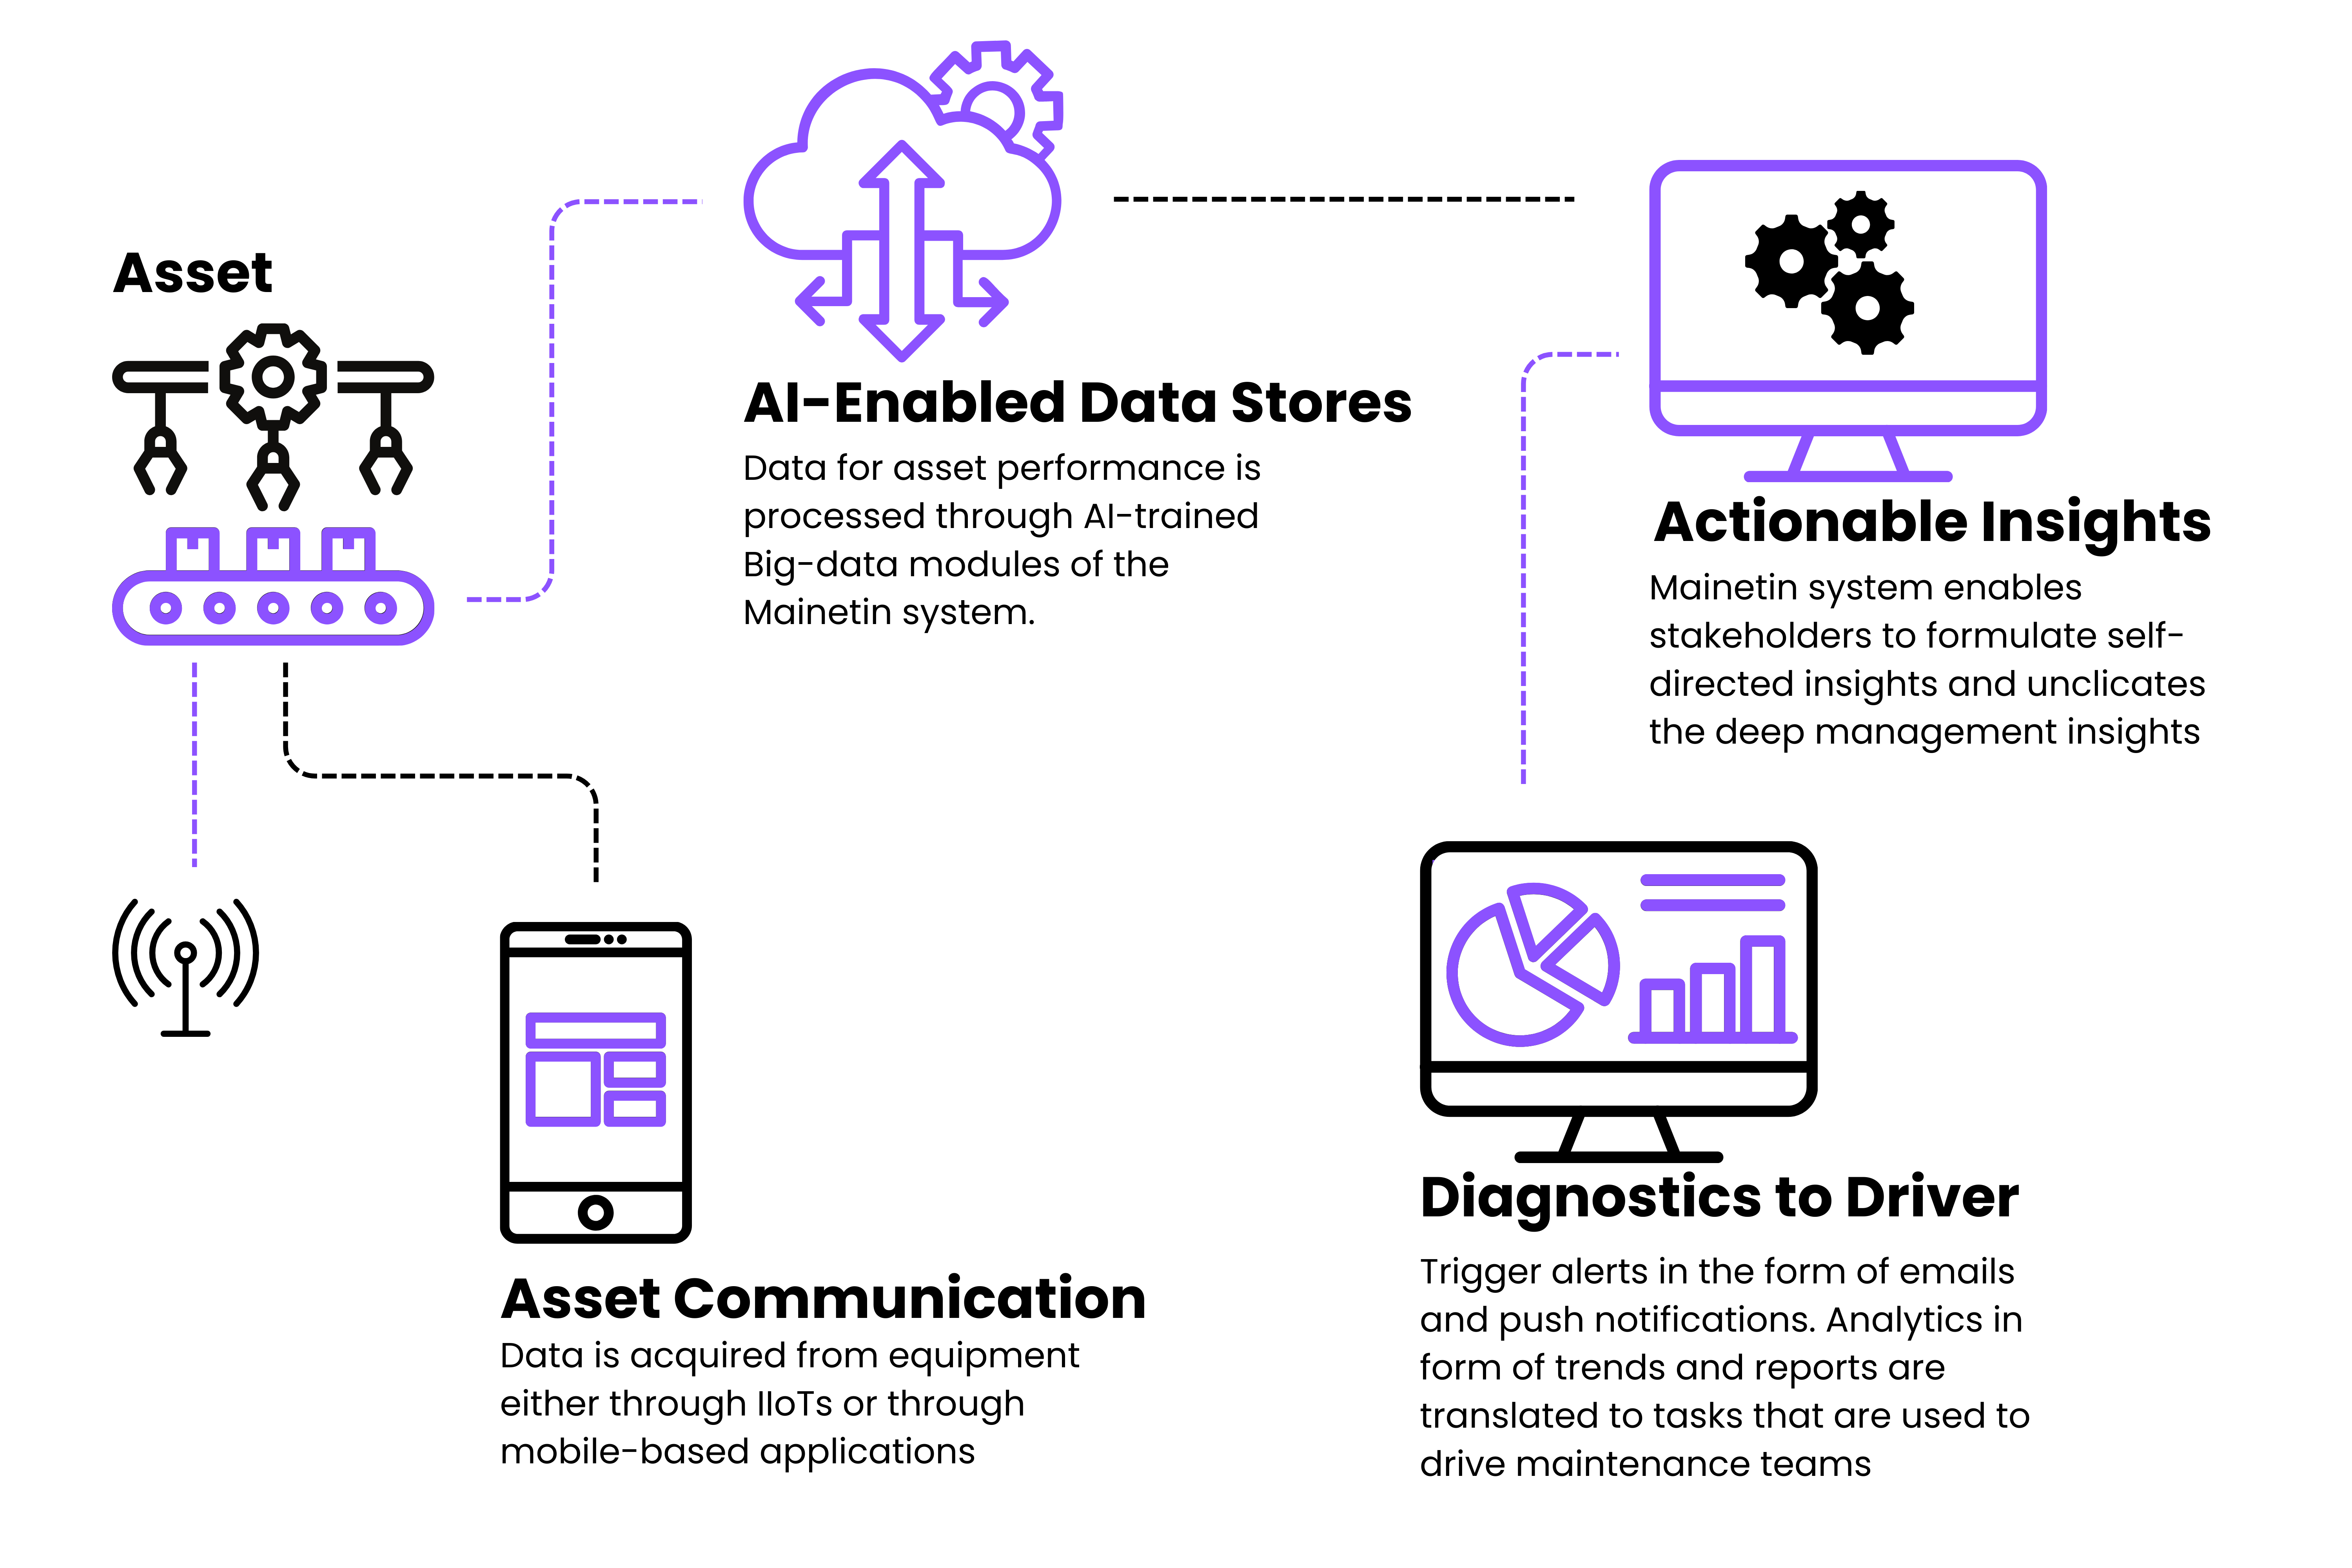 Asset
AI-Enabled Data Stores
Data for asset performance is
processed through AI-trained
Big-data modules of the
Mainetin system.
Actionable Insights
Mainetin system enables
stakeholders to formulate self-
directed insights and unclicates
the deep management insights
Asset Communication
Data is acquired from equipment
either through IIoTs or through
mobile-based applications
Diagnostics to Driver
Trigger alerts in the form of emails
and push notifications. Analytics in
form of trends and reports are
translated to tasks that are used to
drive maintenance teams